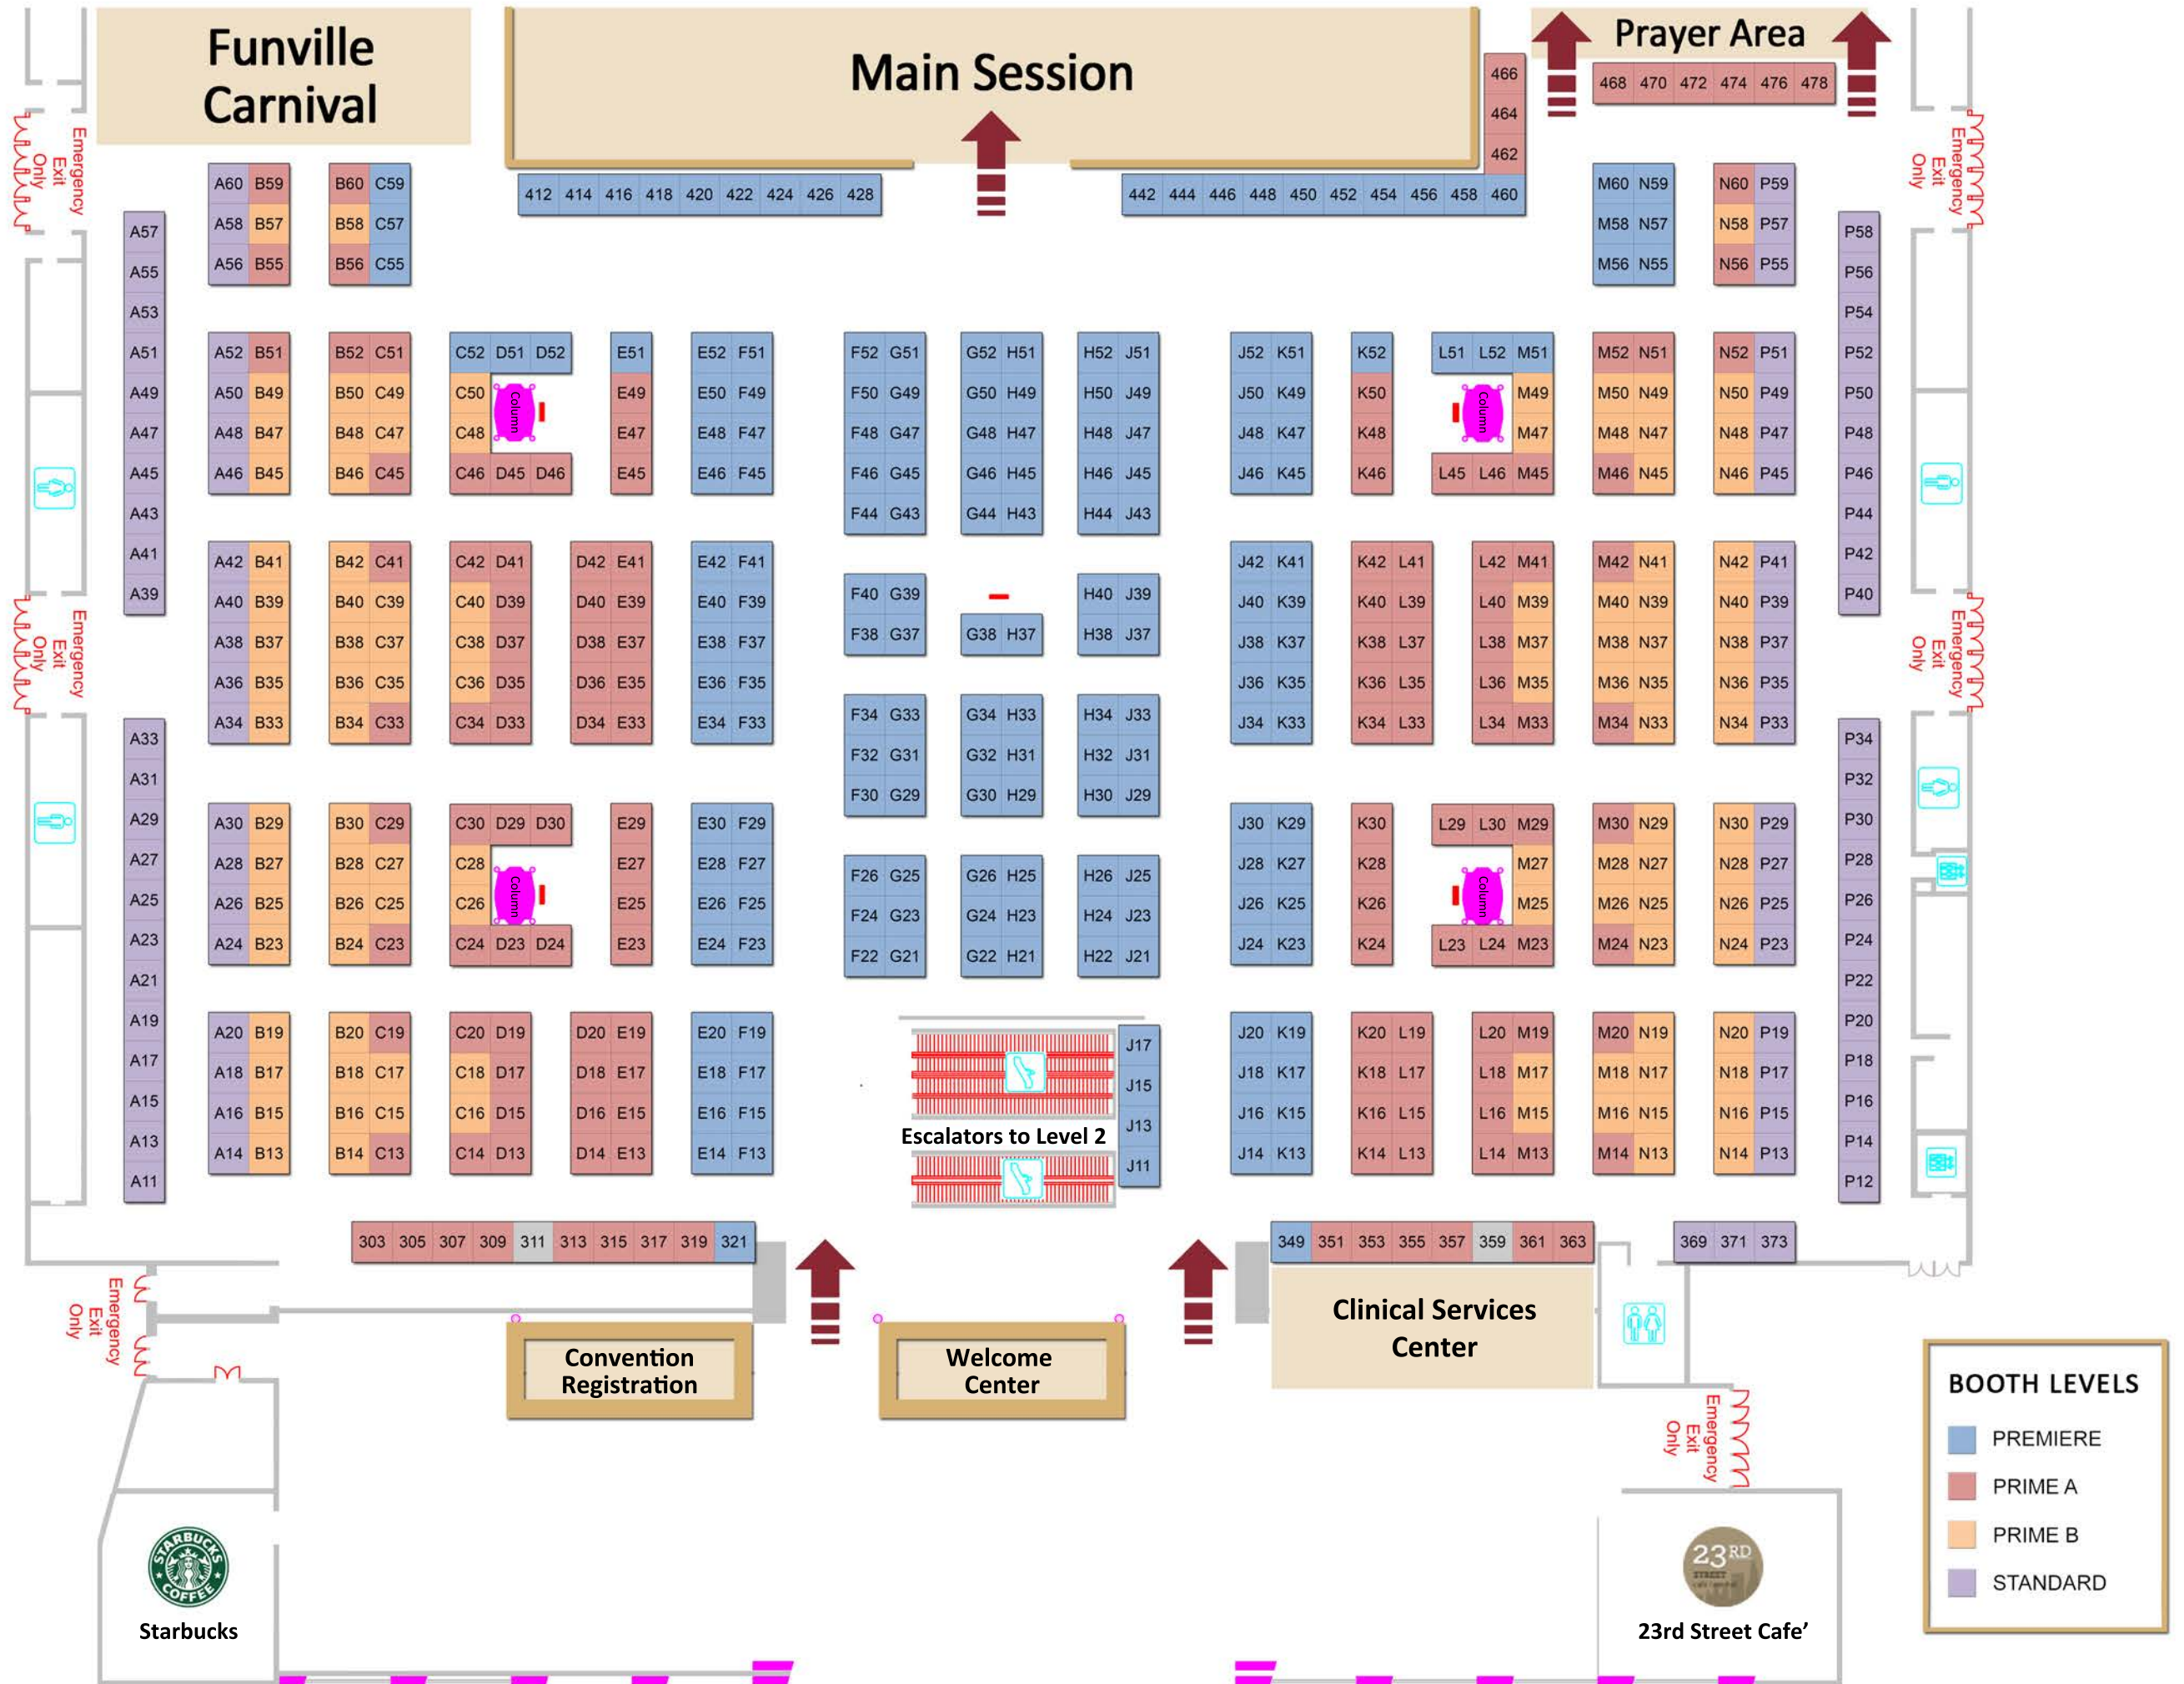 Funville
Carnival
Main Session
Prayer Area
466
464
462
468 470 472 474 476 478
412 414 416 418 420 422 424 426 428
442 444 446 448 450 452 454 456 458 460
Emergency
Exit
Only
Emergency
Exit
Only
A60 B59 B60 C59 M60 N59 N60 P59
A58 B57 B58 C57 M58 N57 N58 P57
A56 B55 B56 C55 M56 N55 N56 P55
A57
A55
A53
A51
A49
A47
A45
A43
A41
A39
P58
P56
P54
P52
P50
P48
P46
P44
P42
P40
A52 B51 B52 C51 C52 D51 D52 E51 E52 F51 F52 G51 G52 H51 H52 J51 J52 K51 K52 L51 L52 M51 M52 N51 N52 P51
A50 B49 B50 C49 C50 E49 E50 F49 F50 G49 G50 H49 H50 J49 J50 K49 K50 M49 M50 N49 N50 P49
A48 B47 B48 C47 C48 E47 E48 F47 F48 G47 G48 H47 H48 J47 J48 K47 K48 M47 M48 N47 N48 P47
A46 B45 B46 C45 C46 D45 D46 E45 E46 F45 F46 G45 G46 H45 H46 J45 J46 K45 K46 L45 L46 M45 M46 N45 N46 P45
F44 G43 G44 H43 H44 J43
Column
Column
Emergency
Exit
Only
Emergency
Exit
Only
A42 B41 B42 C41 C42 D41 D42 E41 E42 F41 J42 K41 K42 L41 L42 M41 M42 N41 N42 P41
A40 B39 B40 C39 C40 D39 D40 E39 E40 F39 F40 G39 H40 J39 J40 K39 K40 L39 L40 M39 M40 N39 N40 P39
A38 B37 B38 C37 C38 D37 D38 E37 E38 F37 F38 G37 G38 H37 H38 J37 J38 K37 K38 L37 L38 M37 M38 N37 N38 P37
A36 B35 B36 C35 C36 D35 D36 E35 E36 F35 J36 K35 K36 L35 L36 M35 M36 N35 N36 P35
A34 B33 B34 C33 C34 D33 D34 E33 E34 F33 F34 G33 G34 H33 H34 J33 J34 K33 K34 L33 L34 M33 M34 N33 N34 P33
F32 G31 G32 H31 H32 J31
F30 G29 G30 H29 H30 J29
A33
A31
A29
A27
A25
A23
A21
A19
A17
A15
A13
A11
P34
P32
P30
P28
P26
P24
P22
P20
P18
P16
P14
P12
A30 B29 B30 C29 C30 D29 D30 E29 E30 F29 J30 K29 K30 L29 L30 M29 M30 N29 N30 P29
A28 B27 B28 C27 C28 E27 E28 F27 F26 G25 G26 H25 H26 J25 J28 K27 K28 M27 M28 N27 N28 P27
A26 B25 B26 C25 C26 E25 E26 F25 F24 G23 G24 H23 H24 J23 J26 K25 K26 M25 M26 N25 N26 P25
A24 B23 B24 C23 C24 D23 D24 E23 E24 F23 F22 G21 G22 H21 H22 J21 J24 K23 K24 L23 L24 M23 M24 N23 N24 P23
Column
Column
A20 B19 B20 C19 C20 D19 D20 E19 E20 F19 J20 K19 K20 L19 L20 M19 M20 N19 N20 P19
A18 B17 B18 C17 C18 D17 D18 E17 E18 F17 J18 K17 K18 L17 L18 M17 M18 N17 N18 P17
A16 B15 B16 C15 C16 D15 D16 E15 E16 F15 J16 K15 K16 L15 L16 M15 M16 N15 N16 P15
A14 B13 B14 C13 C14 D13 D14 E13 E14 F13 J14 K13 K14 L13 L14 M13 M14 N13 N14 P13
J17
J15
J13
J11
Escalators to Level 2
303 305 307 309 311 313 315 317 319 321
349 351 353 355 357 359 361 363
369 371 373
Emergency
Exit
Only
Convention
Registration
Welcome
Center
Clinical Services
Center
Emergency
Exit
Only
BOOTH LEVELS
PREMIERE
PRIME A
PRIME B
STANDARD
STARBUCKS
COFFEE
Starbucks
23RD
STREET
23rd Street Cafe’